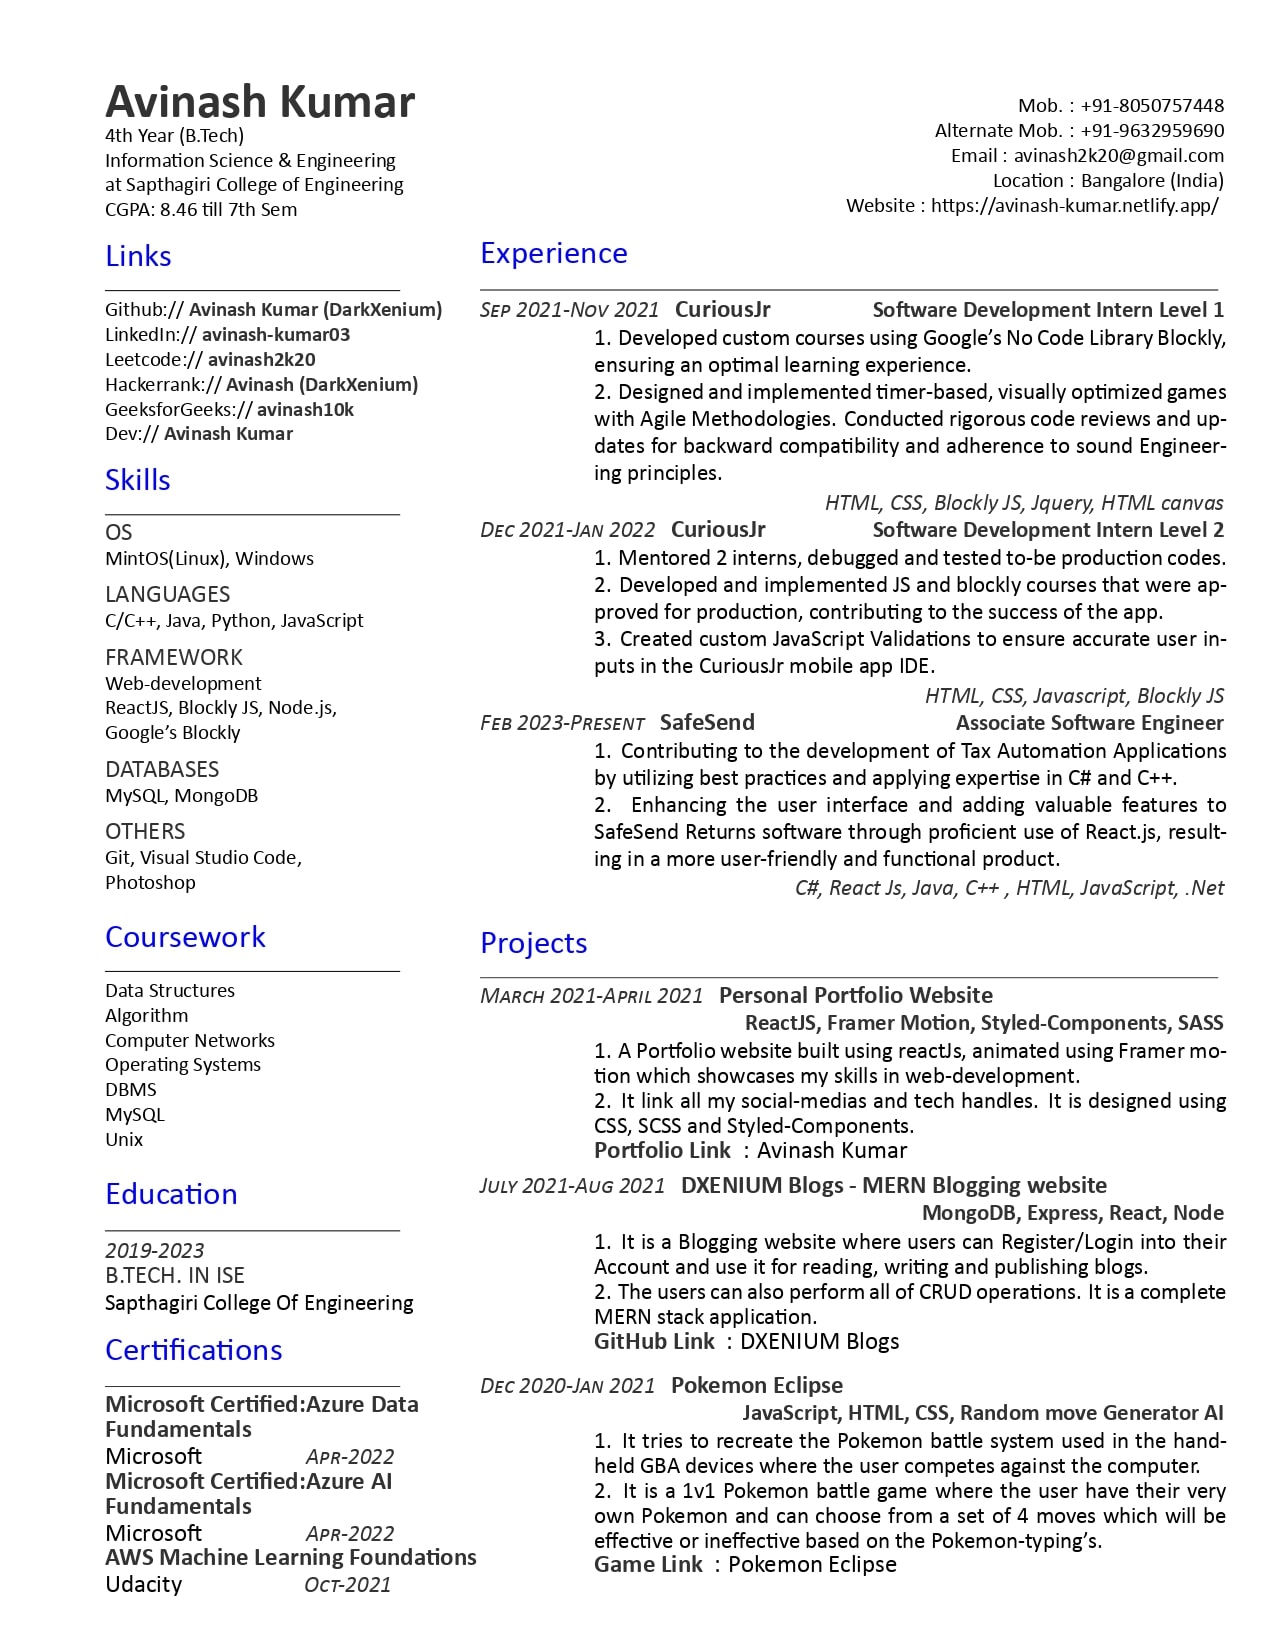 Avinash Kumar
4th Year (B.Tech)
Information Science & Engineering
at Sapthagiri College of Engineering
CGPA: 8.46 till 7th Sem
Mob. : +91-8050757448
Alternate Mob. : +91-9632959690
Email : avinash2k20@gmail.com
Location : Bangalore (India)
Website : https://avinash-kumar.netlify.app/
Links
Github:// Avinash Kumar (DarkXenium)
LinkedIn:// avinash-kumar03
Leetcode:// avinash2k20
Hackerrank:// Avinash (DarkXenium)
GeeksforGeeks:// avinash10k
Dev:// Avinash Kumar
Skills
OS
MintOS(Linux), Windows
LANGUAGES
C/C++, Java, Python, JavaScript
FRAMEWORK
Web-development
ReactJS, Blockly JS, Node.js,
Google’s Blockly
DATABASES
MySQL, MongoDB
OTHERS
Git, Visual Studio Code,
Photoshop
Coursework
Data Structures
Algorithm
Computer Networks
Operating Systems
DBMS
MySQL
Unix
Education
2019-2023
B.TECH. IN ISE
Sapthagiri College Of Engineering
Certifications
Microsoft Certified:Azure Data
Fundamentals
Microsoft Apr-2022
Microsoft Certified:Azure AI
Fundamentals
Microsoft Apr-2022
AWS Machine Learning Foundations
Udacity Oct-2021
Experience
Sep 2021-Nov 2021 CuriousJr Software Development Intern Level 1
1. Developed custom courses using Google’s No Code Library Blockly,
ensuring an optimal learning experience.
2. Designed and implemented timer-based, visually optimized games
with Agile Methodologies. Conducted rigorous code reviews and up-
dates for backward compatibility and adherence to sound Engineer-
ing principles.
HTML, CSS, Blockly JS, Jquery, HTML canvas
Dec 2021-Jan 2022 CuriousJr Software Development Intern Level 2
1. Mentored 2 interns, debugged and tested to-be production codes.
2. Developed and implemented JS and blockly courses that were ap-
proved for production, contributing to the success of the app.
3. Created custom JavaScript Validations to ensure accurate user in-
puts in the CuriousJr mobile app IDE.
HTML, CSS, Javascript, Blockly JS
Feb 2023-Present SafeSend Associate Software Engineer
1. Contributing to the development of Tax Automation Applications
by utilizing best practices and applying expertise in C# and C++.
2. Enhancing the user interface and adding valuable features to
SafeSend Returns software through proficient use of React.js, result-
ing in a more user-friendly and functional product.
C#, React Js, Java, C++ , HTML, JavaScript, .Net
Projects
March 2021-April 2021 Personal Portfolio Website
ReactJS, Framer Motion, Styled-Components, SASS
1. A Portfolio website built using reactJs, animated using Framer mo-
tion which showcases my skills in web-development.
2. It link all my social-medias and tech handles. It is designed using
CSS, SCSS and Styled-Components.
Portfolio Link : Avinash Kumar
July 2021-Aug 2021 DXENIUM Blogs - MERN Blogging website
MongoDB, Express, React, Node
1. It is a Blogging website where users can Register/Login into their
Account and use it for reading, writing and publishing blogs.
2. The users can also perform all of CRUD operations. It is a complete
MERN stack application.
GitHub Link : DXENIUM Blogs
Dec 2020-Jan 2021 Pokemon Eclipse
JavaScript, HTML, CSS, Random move Generator AI
1. It tries to recreate the Pokemon battle system used in the hand-
held GBA devices where the user competes against the computer.
2. It is a 1v1 Pokemon battle game where the user have their very
own Pokemon and can choose from a set of 4 moves which will be
effective or ineffective based on the Pokemon-typing’s.
Game Link : Pokemon Eclipse